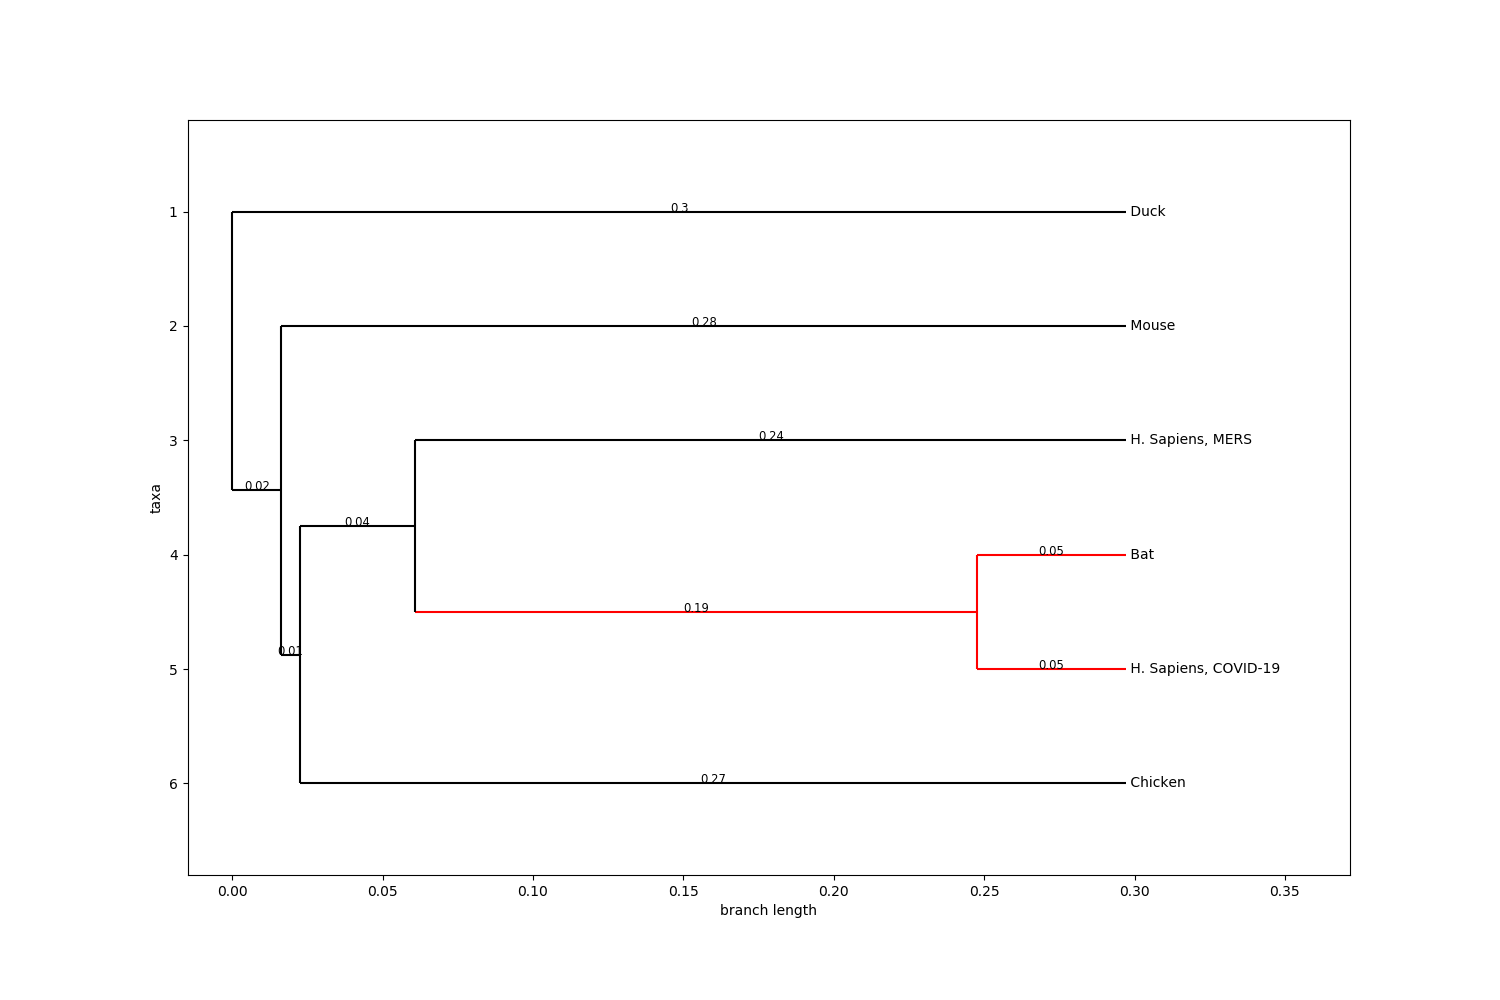 0.3
1
Duck
0.28
2
Mouse
0.24
3
H. Sapiens, MERS
0.02
taxa
0.04
0.05
4
Bat
0.19
0.01
0.05
5
H. Sapiens, COVID-19
0.27
6
Chicken
0.00 0.05 0.10 0.15 0.20 0.25 0.30 0.35
branch length